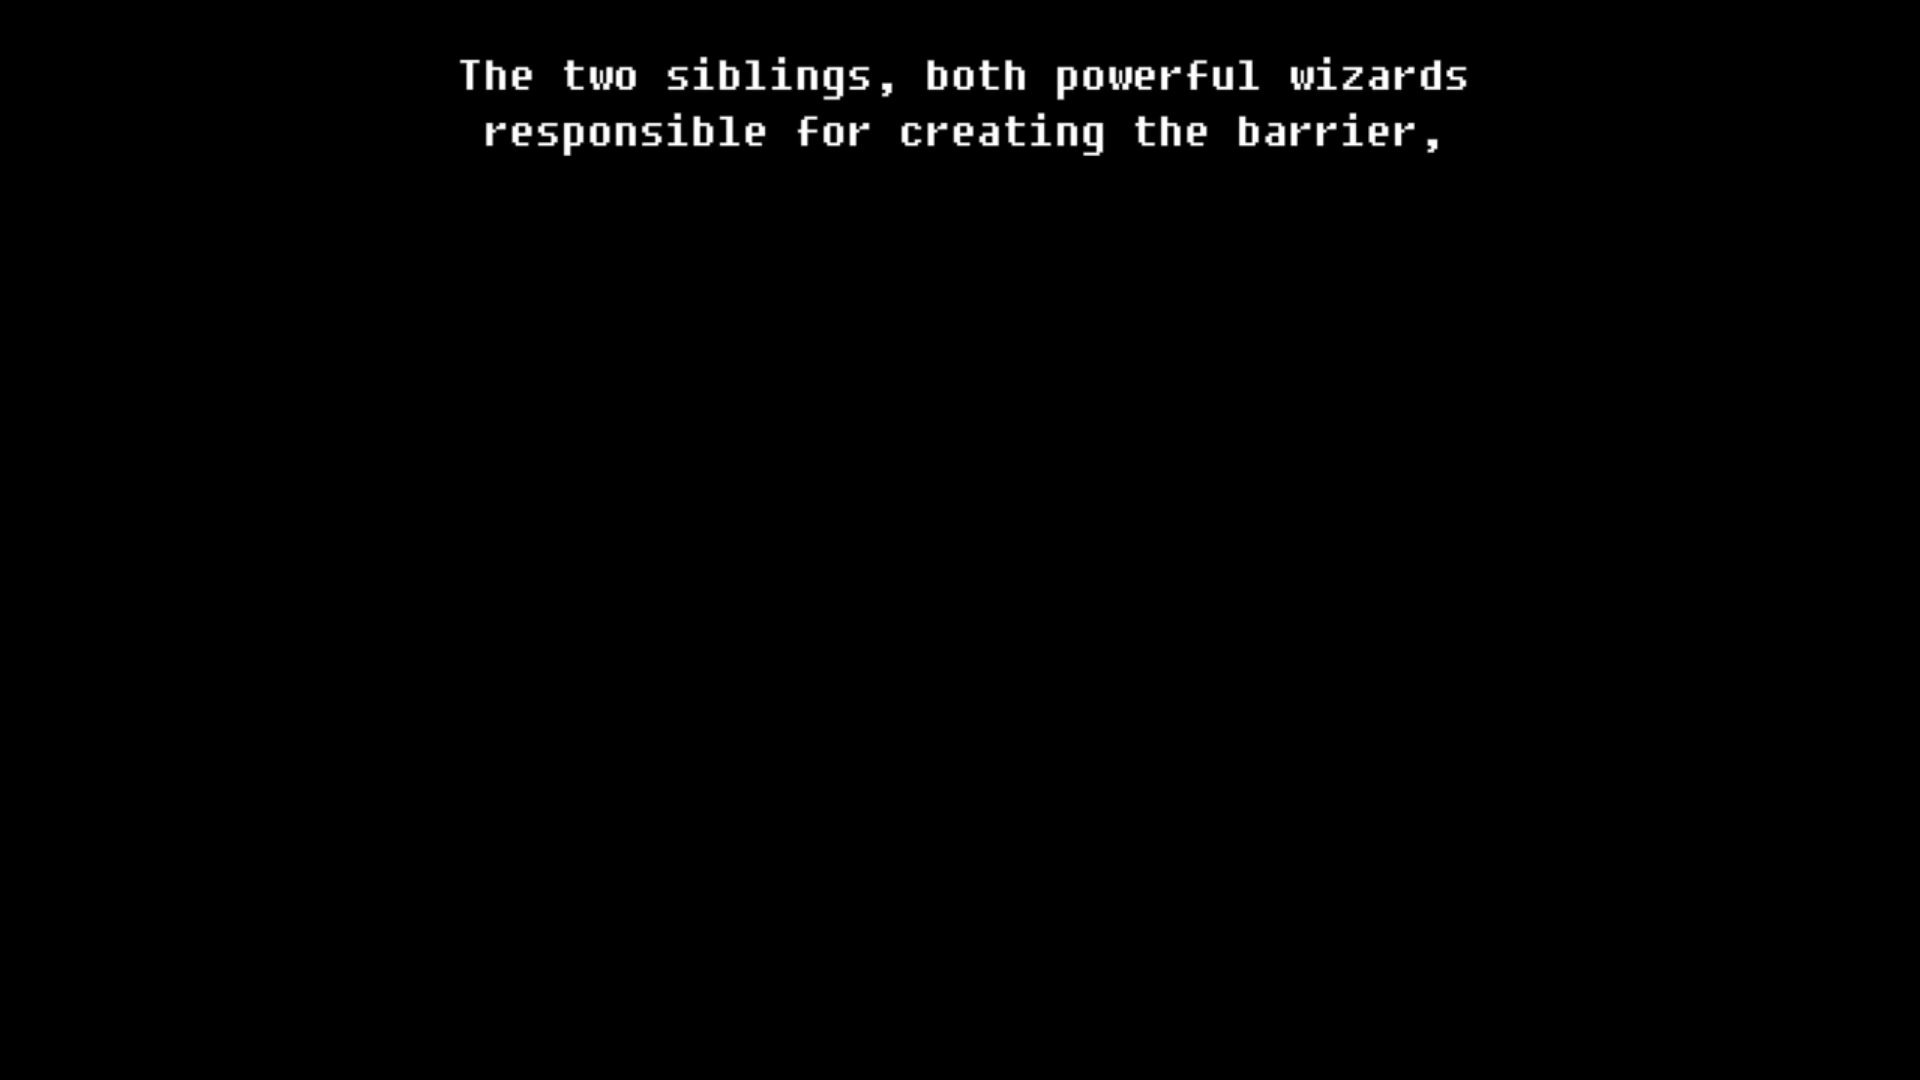 The two siblings, both powerful wizards
responsible for creating the barrier,